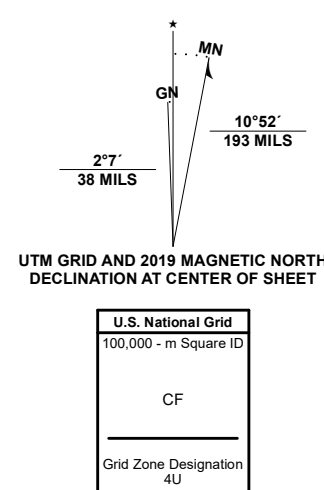 ★
MN
GN
10°52´
193 MILS
2°7´
38 MILS
UTM GRID AND 2019 MAGNETIC NORTH
DECLINATION AT CENTER OF SHEET
U.S. National Grid
100,000 - m Square ID
CF
Grid Zone Designation
4U